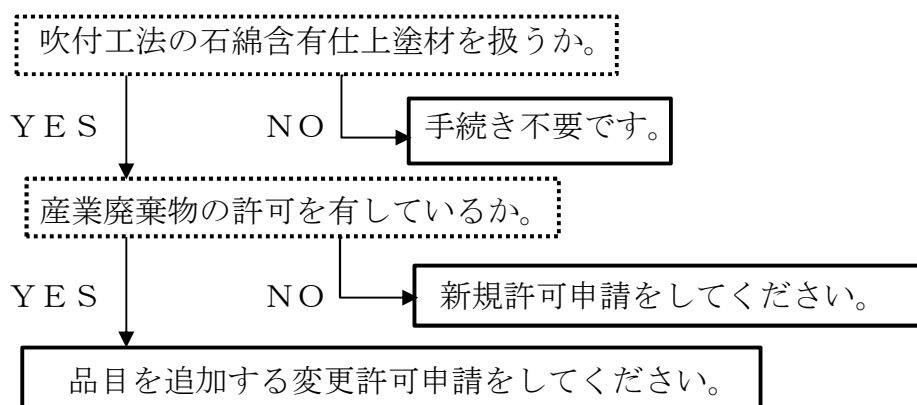 吹付工法の石綿含有仕上塗材を扱うか。
ＹＥＳ
ＮＯ
手続き不要です。
産業廃棄物の許可を有しているか。
ＹＥＳ
ＮＯ
新規許可申請をしてください。
品目を追加する変更許可申請をしてください。